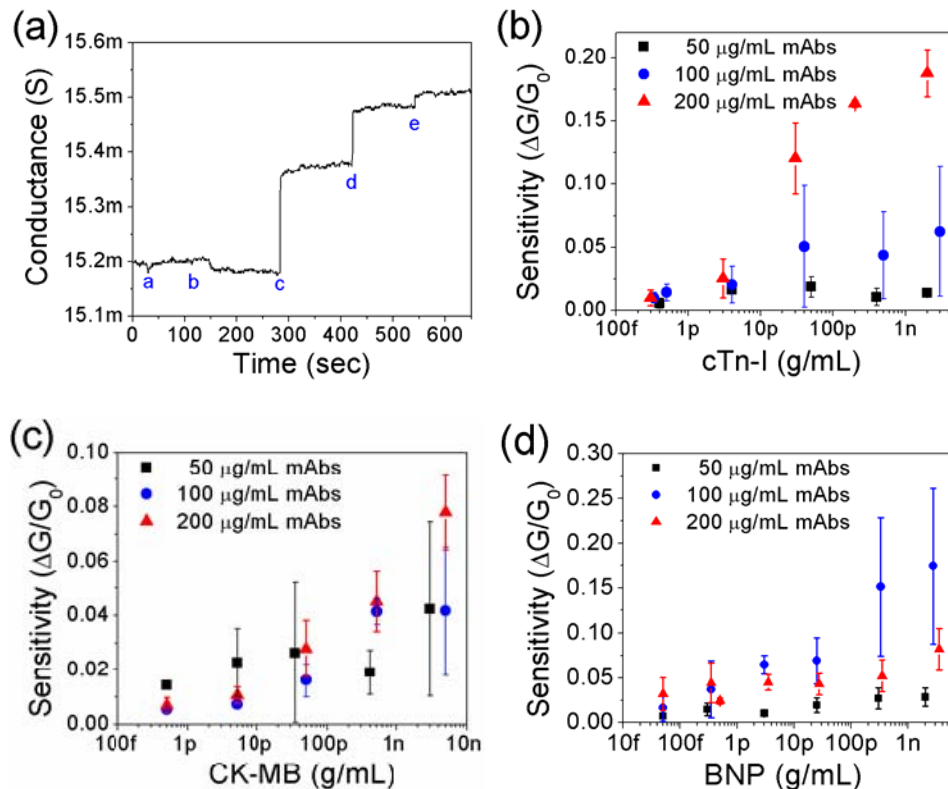 (a)
15.6m
15.5m
15.4m
15.3m
15.2m
15.1m
Conductance (S)
a
b
c
d
e
0 100 200 300 400 500 600
Time (sec)
(b)
50 μg/mL mAbs
100 μg/mL mAbs
200 μg/mL mAbs
0.20
0.15
0.10
0.05
0.00
Sensitivity (ΔG/G₀)
100f 1p 10p 100p 1n
cTn-I (g/mL)
(c)
50 μg/mL mAbs
100 μg/mL mAbs
200 μg/mL mAbs
0.10
0.08
0.06
0.04
0.02
0.00
Sensitivity (ΔG/G₀)
100f 1p 10p 100p 1n 10n
CK-MB (g/mL)
(d)
50 μg/mL mAbs
100 μg/mL mAbs
200 μg/mL mAbs
0.30
0.25
0.20
0.15
0.10
0.05
0.00
Sensitivity (ΔG/G₀)
10f 100f 1p 10p 100p 1n
BNP (g/mL)